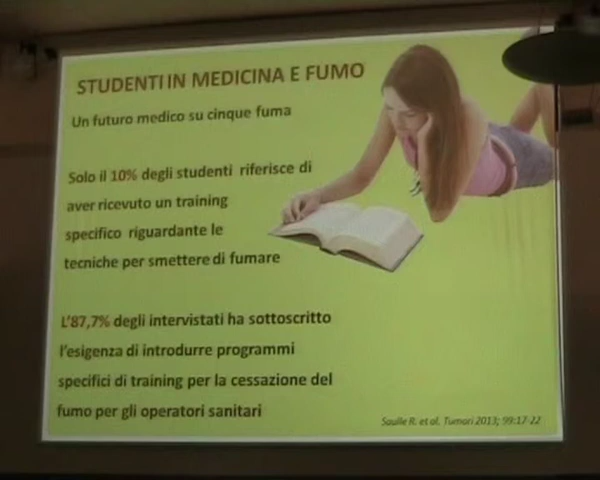 STUDENTI IN MEDICINA E FUMO
Un futuro medico su cinque fuma
Solo il 10% degli studenti riferisce di
aver ricevuto un training
specifico riguardante le
tecniche per smettere di fumare
L'87,7% degli intervistati ha sottoscritto
l'esigenza di introdurre programmi
specifici di training per la cessazione del
fumo per gli operatori sanitari
Saulle R. et al. Tumori 2013; 99:17-22